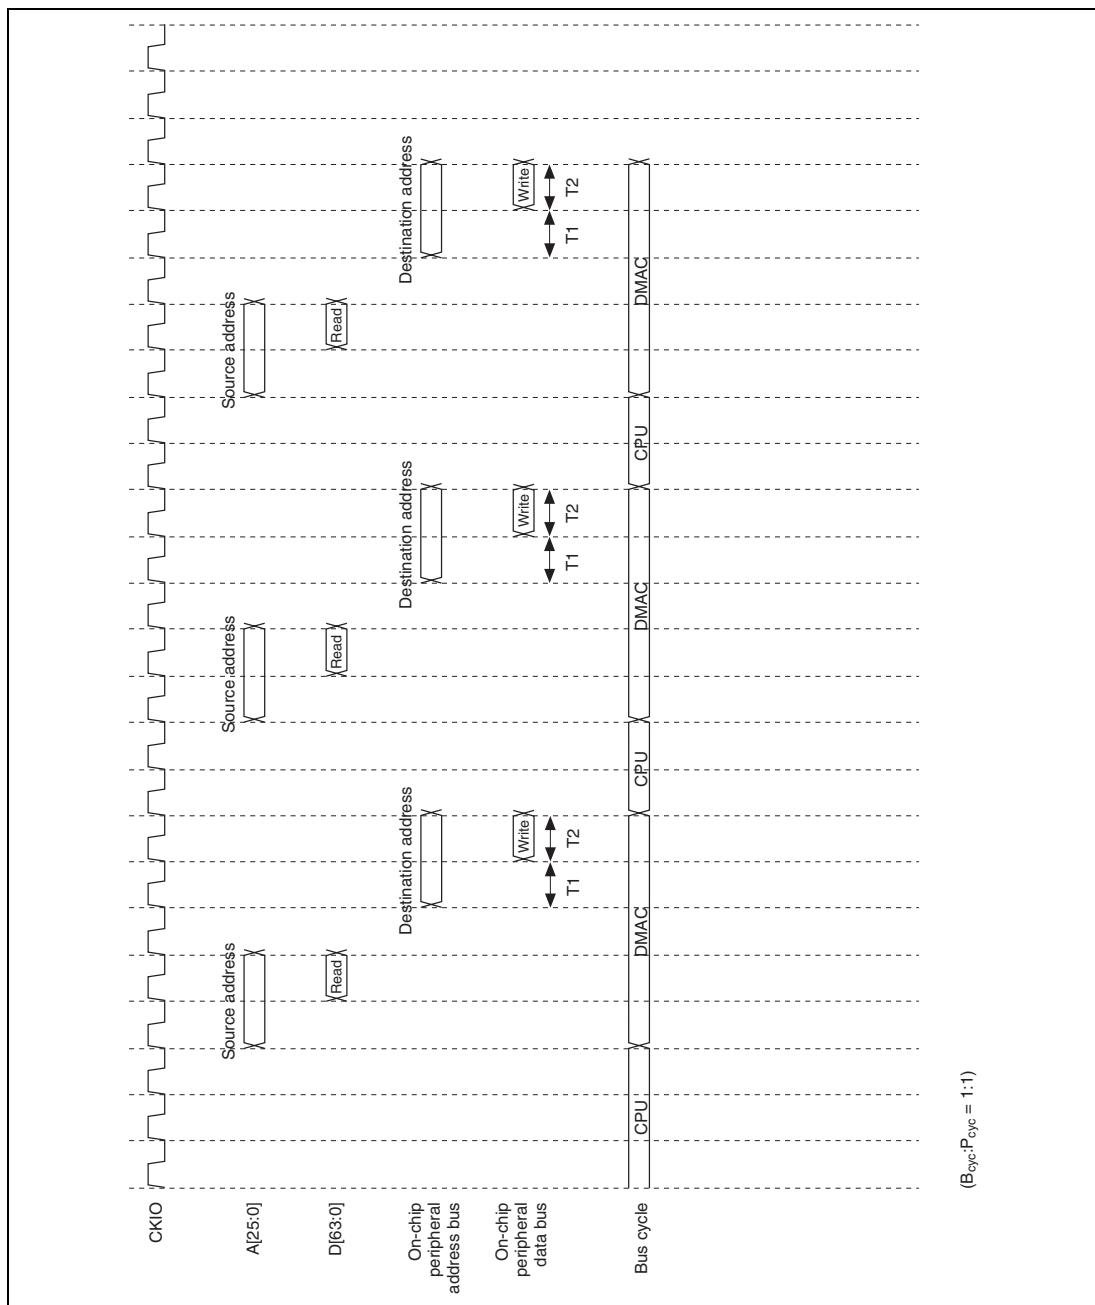 CKIO
A[25:0]
Source address
Source address
Source address
D[63:0]
Read
Read
Read
On-chip
peripheral
address bus
Destination address
Destination address
Destination address
On-chip
peripheral
data bus
Write
Write
Write
T1
T2
T1
T2
T1
T2
Bus cycle
CPU
DMAC
CPU
DMAC
CPU
DMAC
(Bcyc:Pcyc = 1:1)